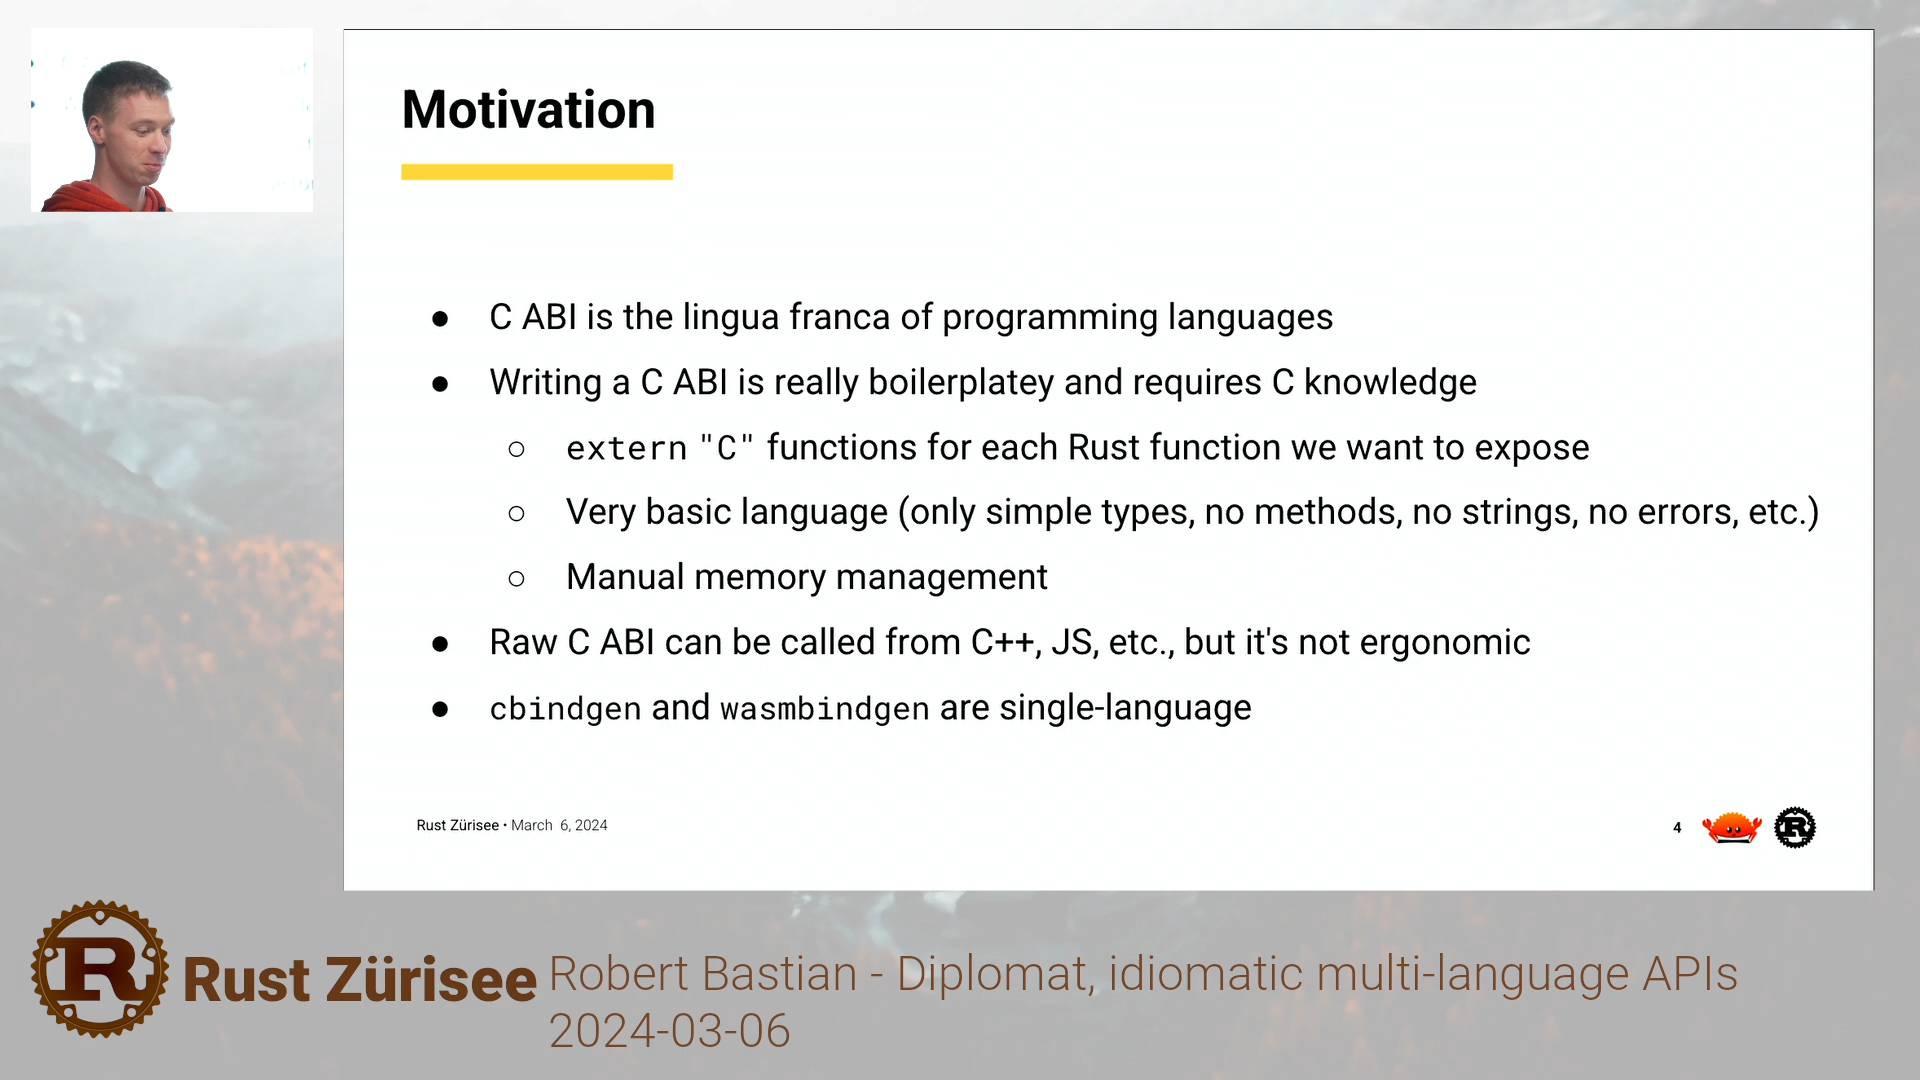 Motivation
● C ABI is the lingua franca of programming languages
● Writing a C ABI is really boilerplatey and requires C knowledge
○ extern "C" functions for each Rust function we want to expose
○ Very basic language (only simple types, no methods, no strings, no errors, etc.)
○ Manual memory management
● Raw C ABI can be called from C++, JS, etc., but it's not ergonomic
● cbindgen and wasmbindgen are single-language
Rust Zürisee • March 6, 2024
4
R
R
Rust Zürisee
Robert Bastian - Diplomat, idiomatic multi-language APIs
2024-03-06